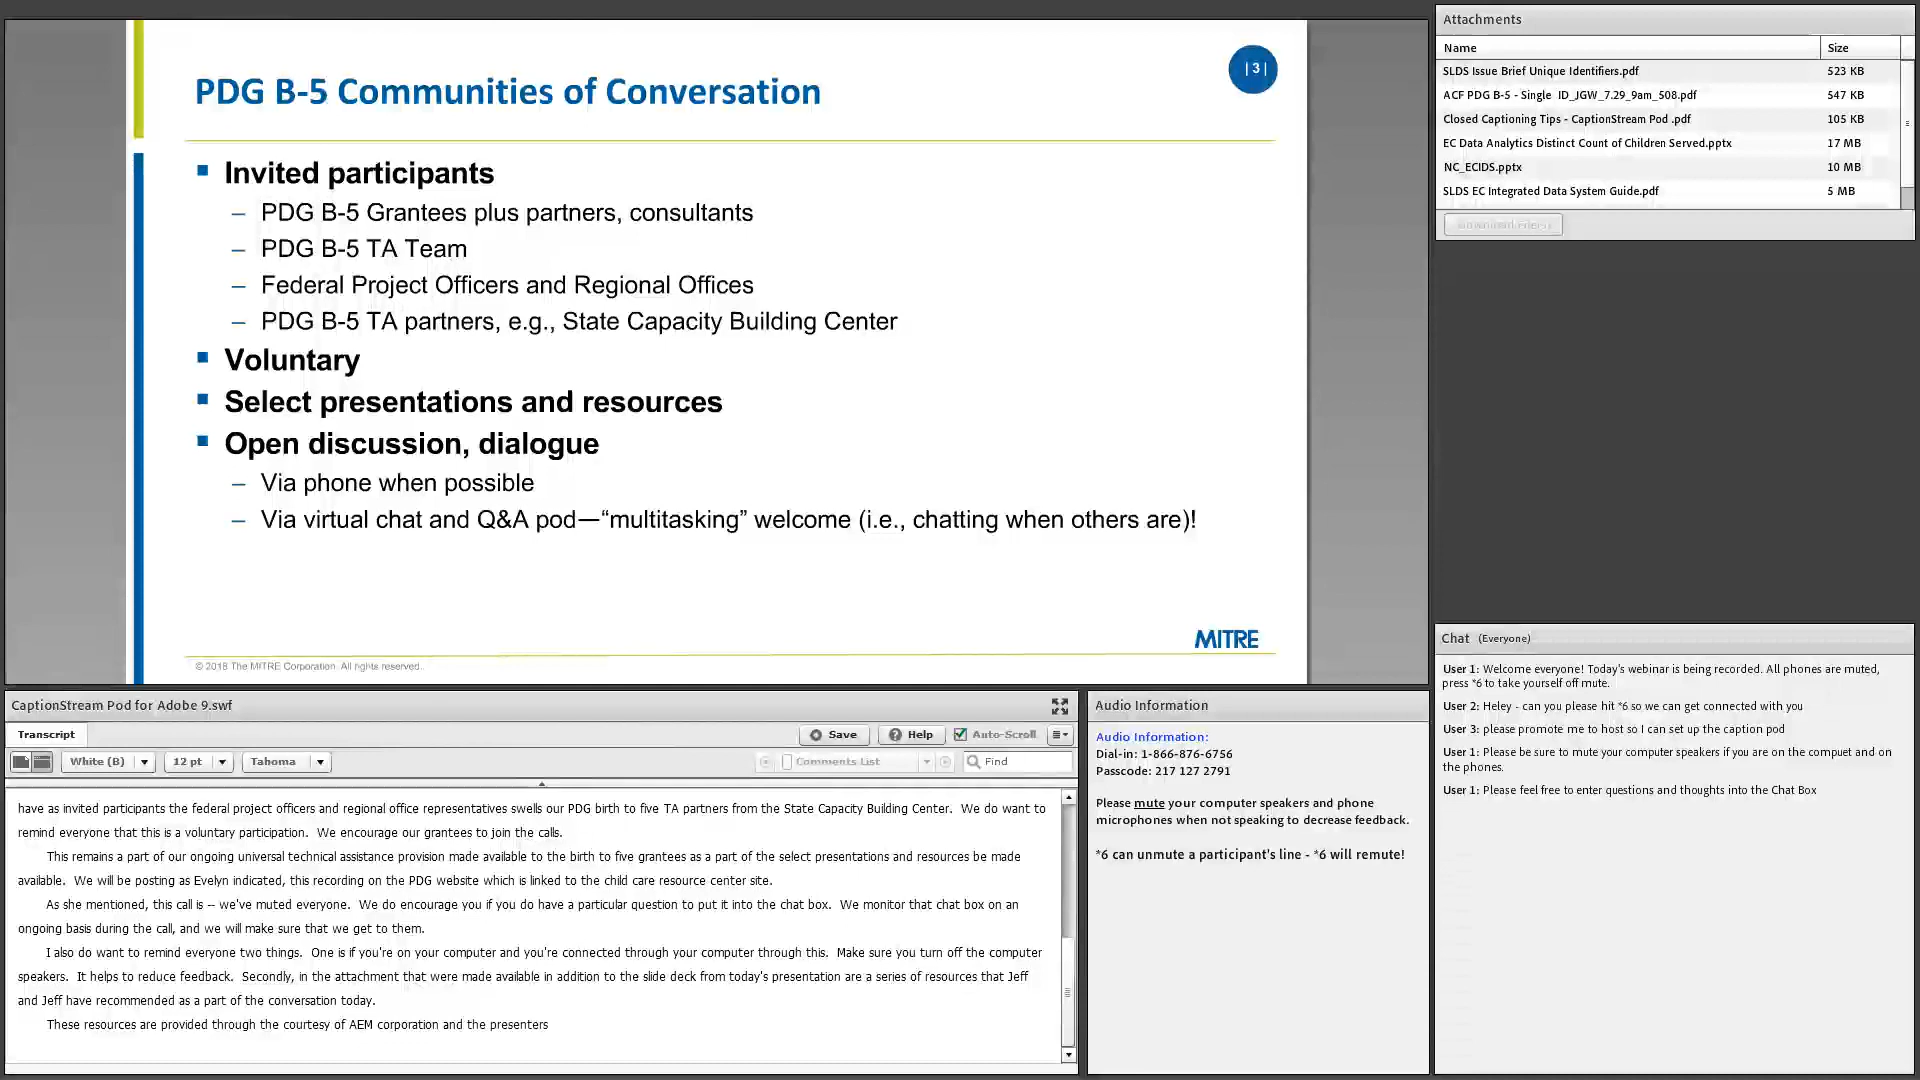 PDG B-5 Communities of Conversation
| 3 |
Invited participants
– PDG B-5 Grantees plus partners, consultants
– PDG B-5 TA Team
– Federal Project Officers and Regional Offices
– PDG B-5 TA partners, e.g., State Capacity Building Center
Voluntary
Select presentations and resources
Open discussion, dialogue
– Via phone when possible
– Via virtual chat and Q&A pod—“multitasking” welcome (i.e., chatting when others are)!
MITRE
© 2018 The MITRE Corporation. All rights reserved.
Attachments
Name Size
SLDS Issue Brief Unique Identifiers.pdf 523 KB
ACF PDG B-5 - Single ID_JGW_7.29_9am_508.pdf 547 KB
Closed Captioning Tips - CaptionStream Pod .pdf 105 KB
EC Data Analytics Distinct Count of Children Served.pptx 17 MB
NC_ECIDS.pptx 10 MB
SLDS EC Integrated Data System Guide.pdf 5 MB
Download File(s)
CaptionStream Pod for Adobe 9.swf
Transcript
Save Help Auto-Scroll
White (B) 12 pt Tahoma Comments List Find
have as invited participants the federal project officers and regional office representatives swells our PDG birth to five TA partners from the State Capacity Building Center. We do want to
remind everyone that this is a voluntary participation. We encourage our grantees to join the calls.
This remains a part of our ongoing universal technical assistance provision made available to the birth to five grantees as a part of the select presentations and resources be made
available. We will be posting as Evelyn indicated, this recording on the PDG website which is linked to the child care resource center site.
As she mentioned, this call is -- we've muted everyone. We do encourage you if you do have a particular question to put it into the chat box. We monitor that chat box on an
ongoing basis during the call, and we will make sure that we get to them.
I also do want to remind everyone two things. One is if you're on your computer and you're connected through your computer through this. Make sure you turn off the computer
speakers. It helps to reduce feedback. Secondly, in the attachment that were made available in addition to the slide deck from today's presentation are a series of resources that Jeff
and Jeff have recommended as a part of the conversation today.
These resources are provided through the courtesy of AEM corporation and the presenters
Audio Information
Audio Information:
Dial-in: 1-866-876-6756
Passcode: 217 127 2791
Please mute your computer speakers and phone
microphones when not speaking to decrease feedback.
*6 can unmute a participant's line - *6 will remute!
Chat (Everyone)
User 1: Welcome everyone! Today's webinar is being recorded. All phones are muted,
press *6 to take yourself off mute.
User 2: Heley - can you please hit *6 so we can get connected with you
User 3: please promote me to host so I can set up the caption pod
User 1: Please be sure to mute your computer speakers if you are on the compuet and on
the phones.
User 1: Please feel free to enter questions and thoughts into the Chat Box